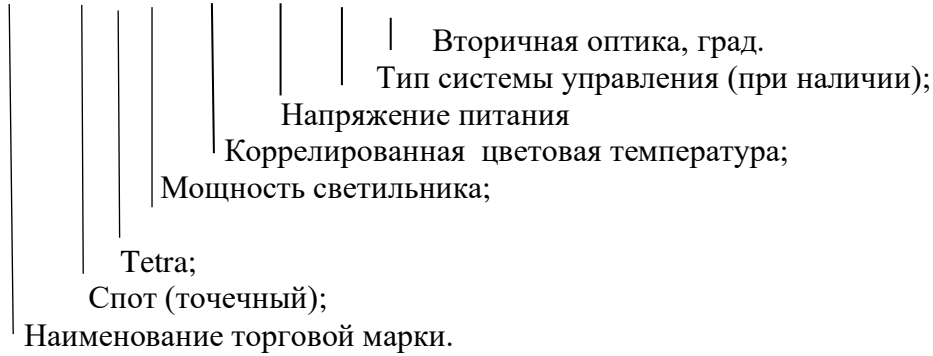 Вторичная оптика, град.
Тип системы управления (при наличии);
Напряжение питания
Коррелированная цветовая температура;
Мощность светильника;
Tetra;
Спот (точечный);
Наименование торговой марки.